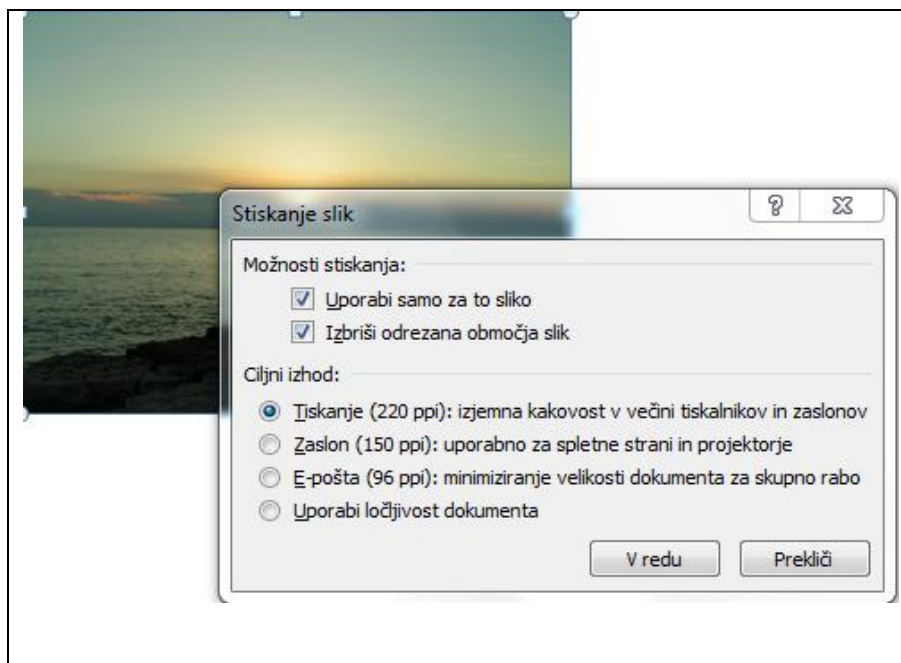 Stiskanje slik
Možnosti stiskanja:
Uporabi samo za to sliko
Izbriši odrezana območja slik
Ciljni izhod:
Tiskanje (220 ppi): izjemna kakovost v večini tiskalnikov in zaslonov
Zaslon (150 ppi): uporabno za spletne strani in projektorje
E-pošta (96 ppi): minimiziranje velikosti dokumenta za skupno rabo
Uporabi ločljivost dokumenta
V redu Prekliči